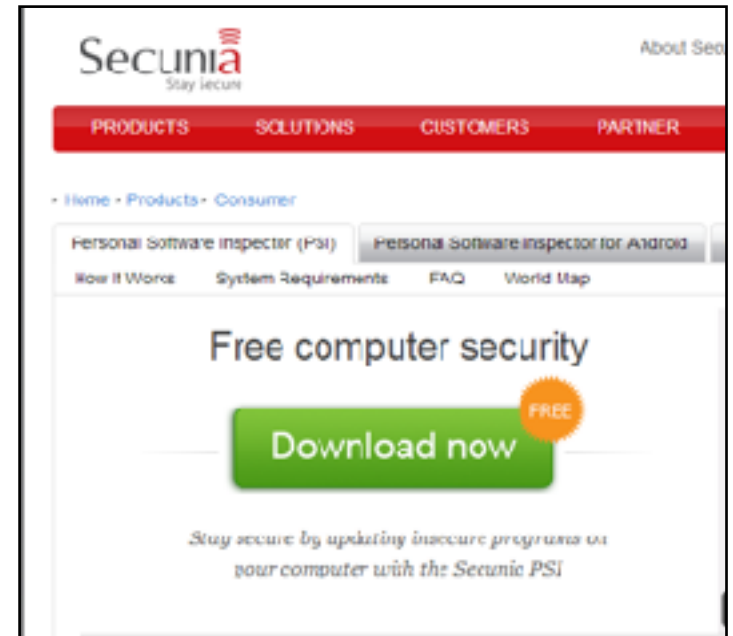 Secunia
Stay Secure
About Secu
PRODUCTS SOLUTIONS CUSTOMERS PARTNER
Home - Products - Consumer
Personal Software Inspector (PSI) Personal Software Inspector for Android
How it Works System Requirements FAQ World Map
Free computer security
FREE
Download now
Stay secure by updating insecure programs on
your computer with the Secunia PSI